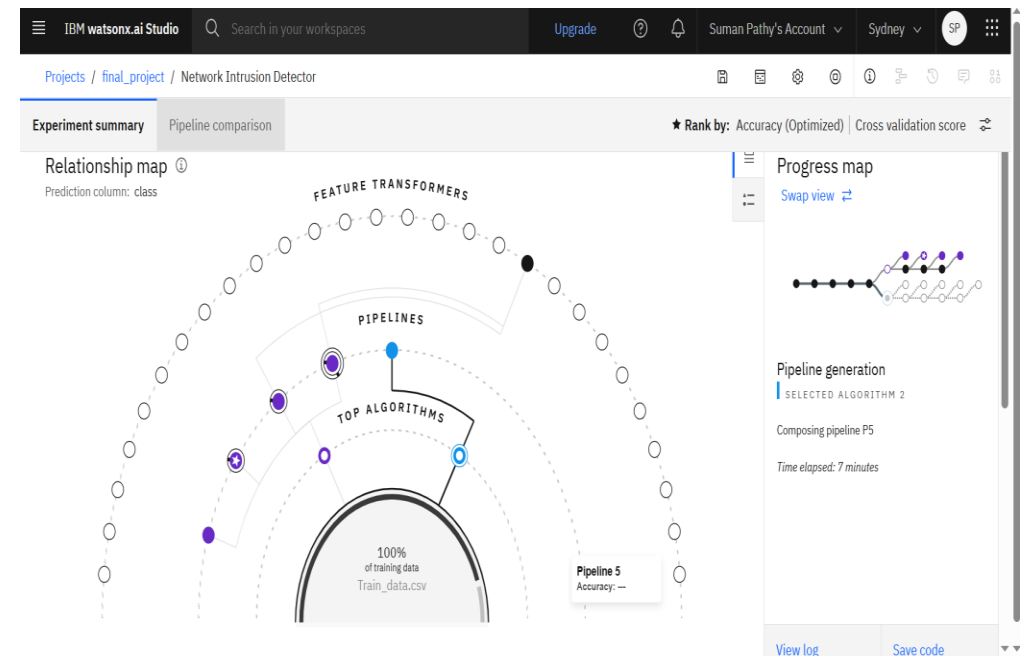 IBM watsonx.ai Studio Search in your workspaces Upgrade Suman Pathy's Account Sydney SP
Projects / final_project / Network Intrusion Detector
Experiment summary Pipeline comparison ★ Rank by: Accuracy (Optimized) | Cross validation score
Relationship map
Prediction column: class
FEATURE TRANSFORMERS
PIPELINES
TOP ALGORITHMS
100%
of training data
Train_data.csv
Pipeline 5
Accuracy: —
Progress map
Swap view
Pipeline generation
SELECTED ALGORITHM 2
Composing pipeline P5
Time elapsed: 7 minutes
View log Save code